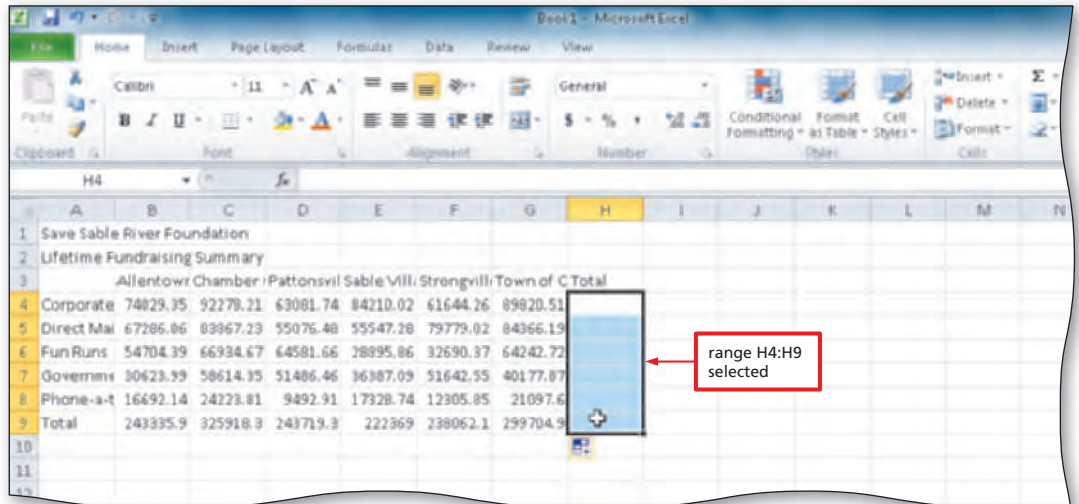 Book1 - Microsoft Excel
File Home Insert Page Layout Formulas Data Review View
Calibri 11 A A General Insert Σ
Paste B I U A $ % , Conditional Format Cell Delete
Formatting as Table Styles Format
Clipboard Font Alignment Number Styles Cells
H4 fx
A B C D E F G H I J K L M N
1 Save Sable River Foundation
2 Lifetime Fundraising Summary
3 Allentown Chamber Pattonsvil Sable Vill Strongvill Town of C Total
4 Corporate 74029.35 92278.21 63081.74 84210.02 61644.26 89820.51
5 Direct Mai 67286.06 83867.23 55076.48 55547.28 79779.02 84366.19
6 Fun Runs 54704.39 66934.67 64581.66 28895.86 32690.37 64242.72
7 Governme 30623.99 58614.35 51486.46 36387.09 51642.55 40177.87
8 Phone-a-t 16692.14 24223.81 9492.91 17328.74 12305.85 21097.6
9 Total 243335.9 325918.3 243719.3 222369 238062.1 299704.9
10
11
12
range H4:H9
selected